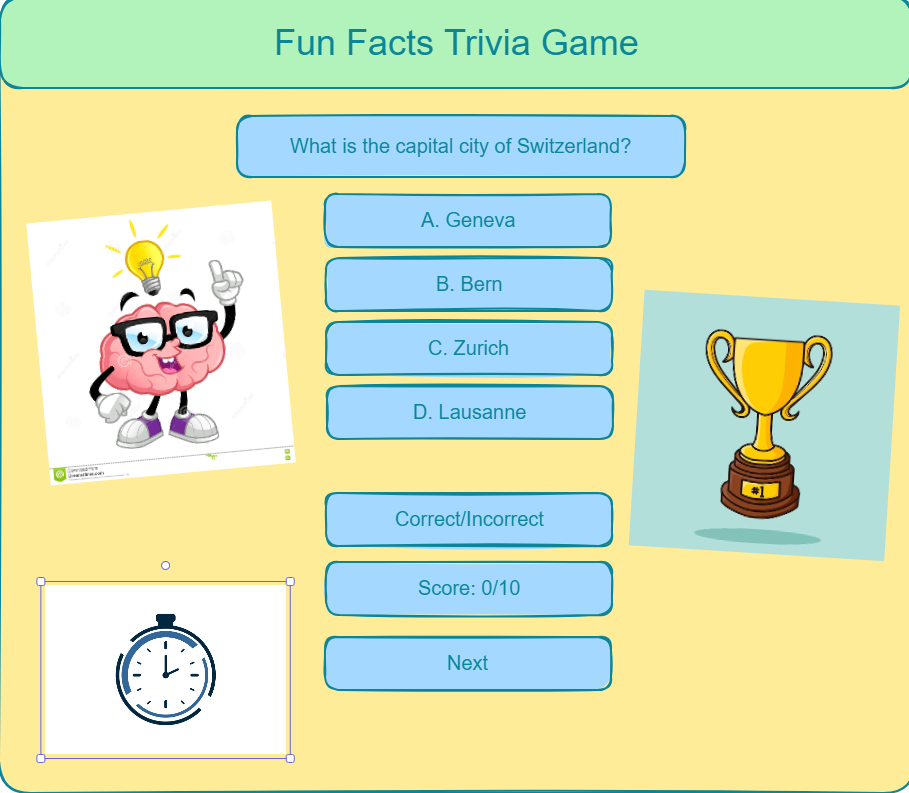 Fun Facts Trivia Game
What is the capital city of Switzerland?
A. Geneva
B. Bern
C. Zurich
D. Lausanne
#1
Correct/Incorrect
Score: 0/10
Next